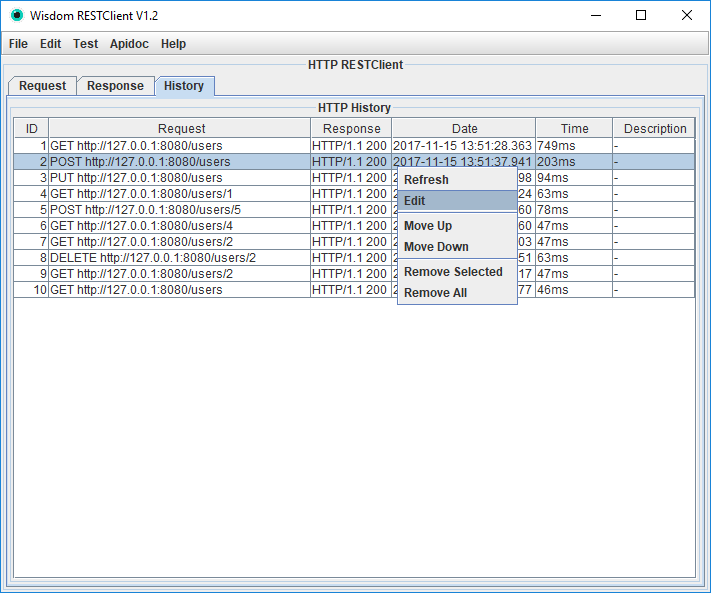 Wisdom RESTClient V1.2
File Edit Test Apidoc Help
HTTP RESTClient
Request Response History
HTTP History
ID Request Response Date Time Description
1 GET http://127.0.0.1:8080/users HTTP/1.1 200 2017-11-15 13:51:28.363 749ms -
2 POST http://127.0.0.1:8080/users HTTP/1.1 200 2017-11-15 13:51:37.941 203ms -
3 PUT http://127.0.0.1:8080/users HTTP/1.1 200 2 Refresh 98 94ms -
4 GET http://127.0.0.1:8080/users/1 HTTP/1.1 200 2 Edit 24 63ms -
5 POST http://127.0.0.1:8080/users/5 HTTP/1.1 200 2 60 78ms -
6 GET http://127.0.0.1:8080/users/4 HTTP/1.1 200 2 Move Up 60 47ms -
7 GET http://127.0.0.1:8080/users/2 HTTP/1.1 200 2 Move Down 03 47ms -
8 DELETE http://127.0.0.1:8080/users/2 HTTP/1.1 200 2 51 63ms -
9 GET http://127.0.0.1:8080/users/2 HTTP/1.1 200 2 Remove Selected 17 47ms -
10 GET http://127.0.0.1:8080/users HTTP/1.1 200 2 Remove All 77 46ms -